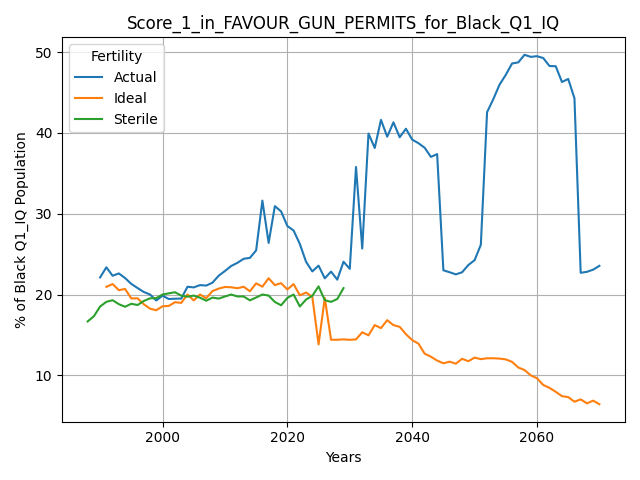 Score_1_in_FAVOUR_GUN_PERMITS_for_Black_Q1_IQ
Fertility
Actual
Ideal
Sterile
50
40
30
20
10
% of Black Q1_IQ Population
2000 2020 2040 2060
Years